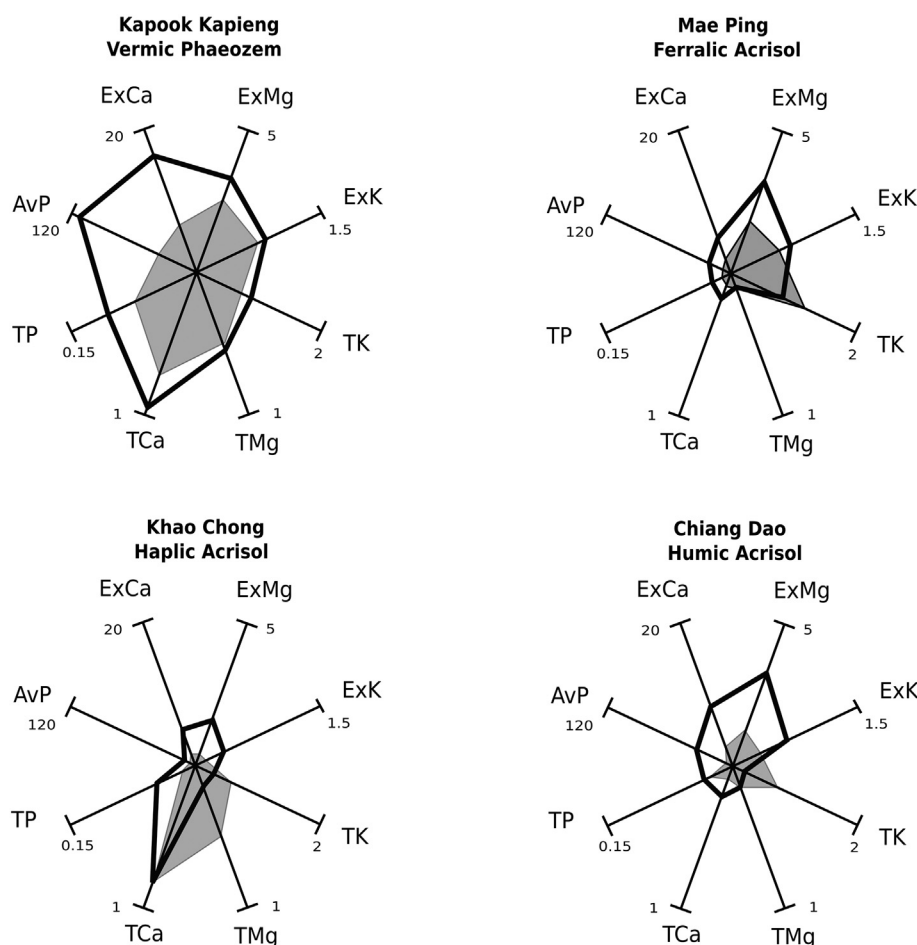 Kapook Kapieng
Vermic Phaeozem
ExCa
ExMg
20
5
AvP
ExK
120
1.5
TP
TK
0.15
2
1
1
TCa
TMg
Mae Ping
Ferralic Acrisol
ExCa
ExMg
20
5
AvP
ExK
120
1.5
TP
TK
0.15
2
1
1
TCa
TMg
Khao Chong
Haplic Acrisol
ExCa
ExMg
20
5
AvP
ExK
120
1.5
TP
TK
0.15
2
1
1
TCa
TMg
Chiang Dao
Humic Acrisol
ExCa
ExMg
20
5
AvP
ExK
120
1.5
TP
TK
0.15
2
1
1
TCa
TMg